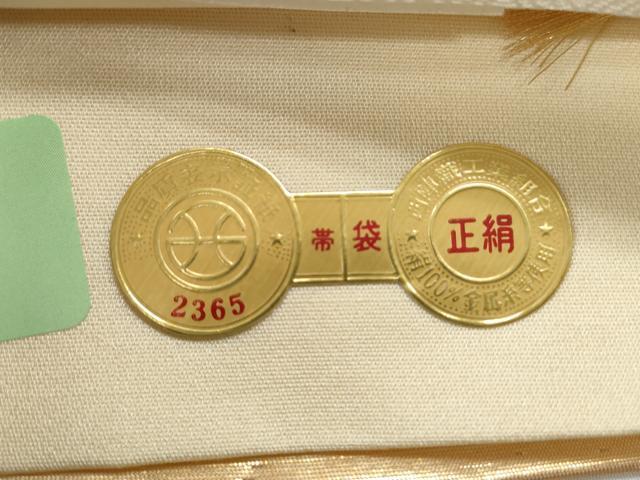 2365
帯 袋
西陣織工業組合
正絹
絹100% 金属糸等使用